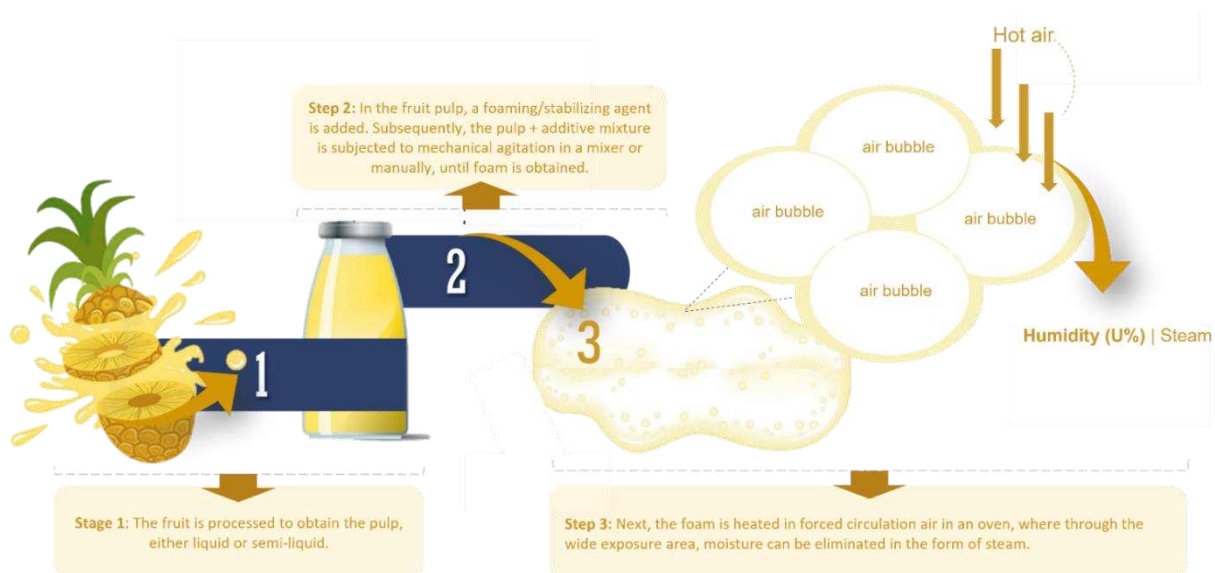 Hot air
Step 2: In the fruit pulp, a foaming/stabilizing agent
is added. Subsequently, the pulp + additive mixture
is subjected to mechanical agitation in a mixer or
manually, until foam is obtained.
air bubble
air bubble
air bubble
air bubble
2
Humidity (U%) | Steam
3
1
Stage 1: The fruit is processed to obtain the pulp,
either liquid or semi-liquid.
Step 3: Next, the foam is heated in forced circulation air in an oven, where through the
wide exposure area, moisture can be eliminated in the form of steam.